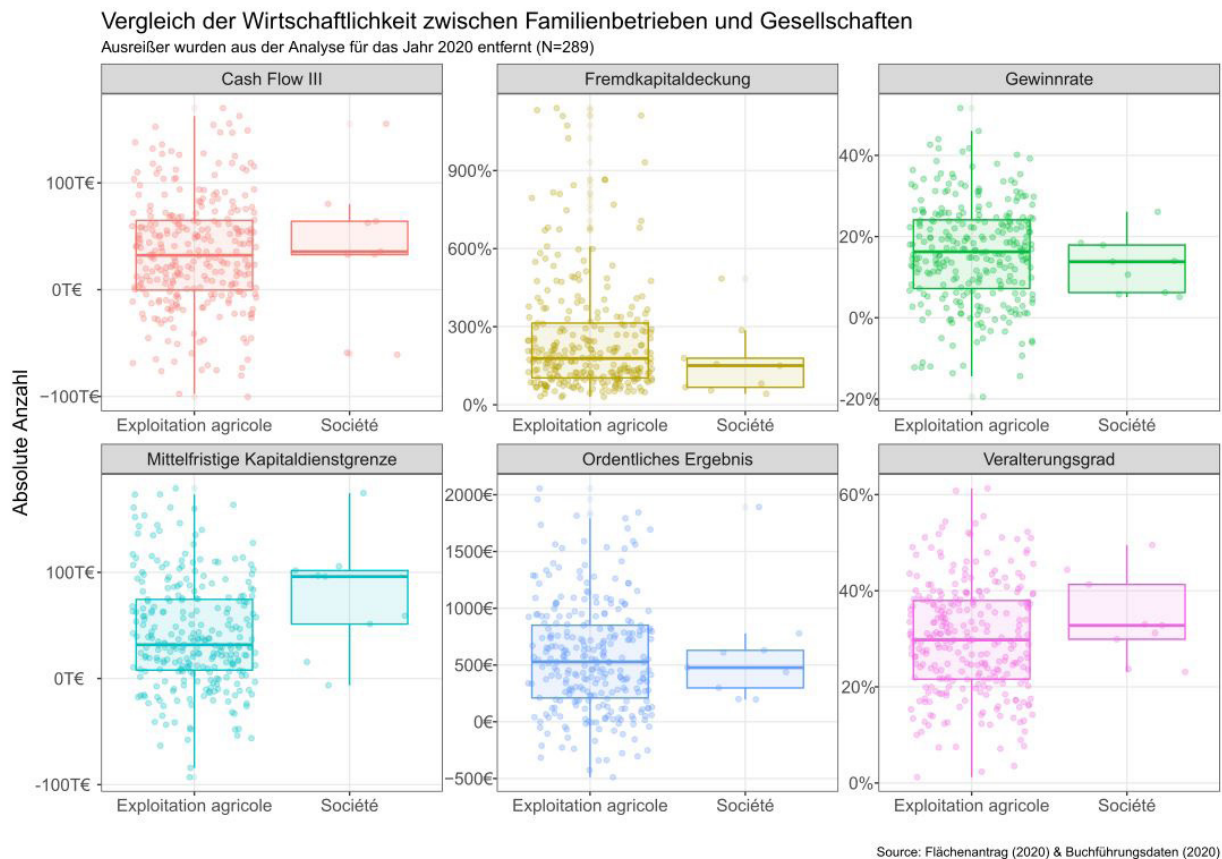 Vergleich der Wirtschaftlichkeit zwischen Familienbetrieben und Gesellschaften
Ausreißer wurden aus der Analyse für das Jahr 2020 entfernt (N=289)
Absolute Anzahl
Cash Flow III
100T€
0T€
−100T€
Exploitation agricole Société
Fremdkapitaldeckung
900%
600%
300%
0%
Exploitation agricole Société
Gewinnrate
40%
20%
0%
-20%
Exploitation agricole Société
Mittelfristige Kapitaldienstgrenze
100T€
0T€
-100T€
Exploitation agricole Société
Ordentliches Ergebnis
2000€
1500€
1000€
500€
0€
−500€
Exploitation agricole Société
Veralterungsgrad
60%
40%
20%
0%
Exploitation agricole Société
Source: Flächenantrag (2020) & Buchführungsdaten (2020)